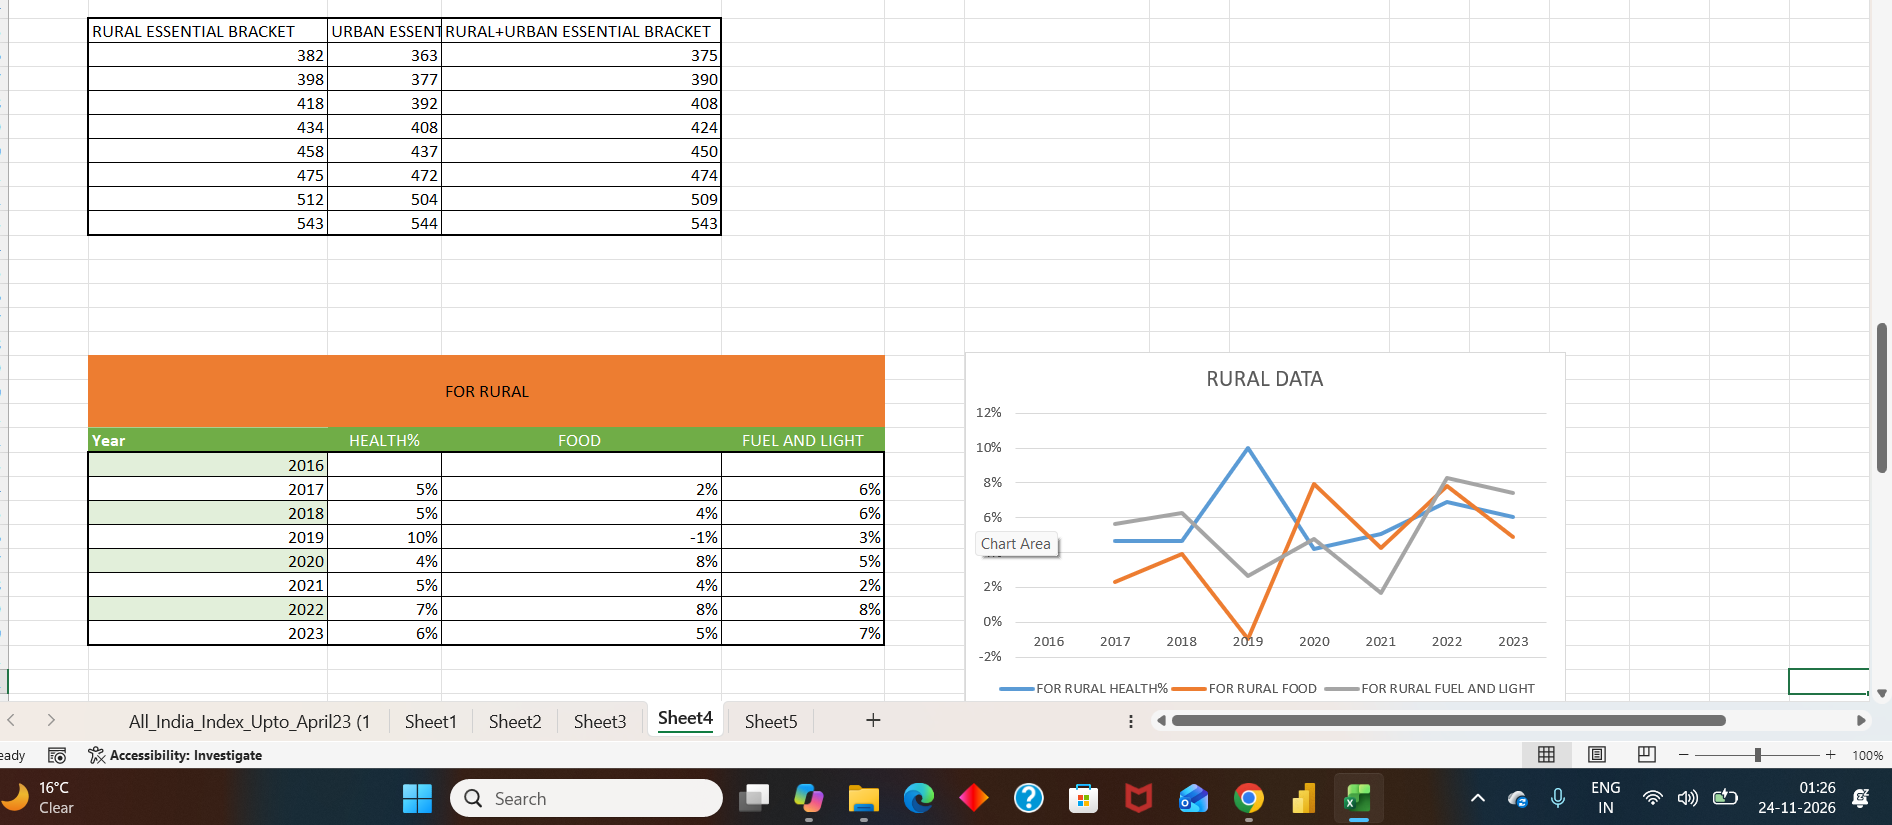 RURAL ESSENTIAL BRACKET URBAN ESSENT RURAL+URBAN ESSENTIAL BRACKET
382 363 375
398 377 390
418 392 408
434 408 424
458 437 450
475 472 474
512 504 509
543 544 543
FOR RURAL
Year HEALTH% FOOD FUEL AND LIGHT
2016
2017 5% 2% 6%
2018 5% 4% 6%
2019 10% -1% 3%
2020 4% 8% 5%
2021 5% 4% 2%
2022 7% 8% 8%
2023 6% 5% 7%
RURAL DATA
12%
10%
8%
6%
Chart Area
2%
0%
-2%
2016 2017 2018 2019 2020 2021 2022 2023
FOR RURAL HEALTH% FOR RURAL FOOD FOR RURAL FUEL AND LIGHT
All_India_Index_Upto_April23 (1 Sheet1 Sheet2 Sheet3 Sheet4 Sheet5
eady Accessibility: Investigate 100%
16°C
Clear
Search
ENG
IN
01:26
24-11-2026